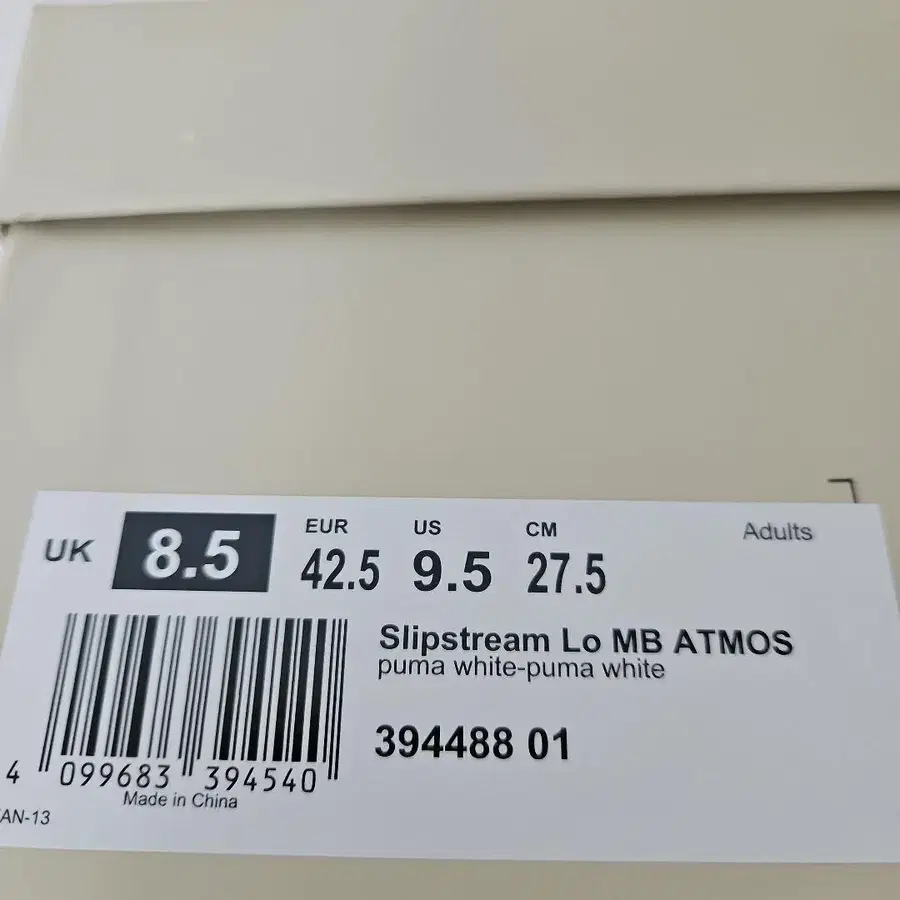 UK 8.5 EUR 42.5 US 9.5 CM 27.5 Adults
Slipstream Lo MB ATMOS
puma white-puma white
394488 01
4 099683 394540
Made in China
AN-13